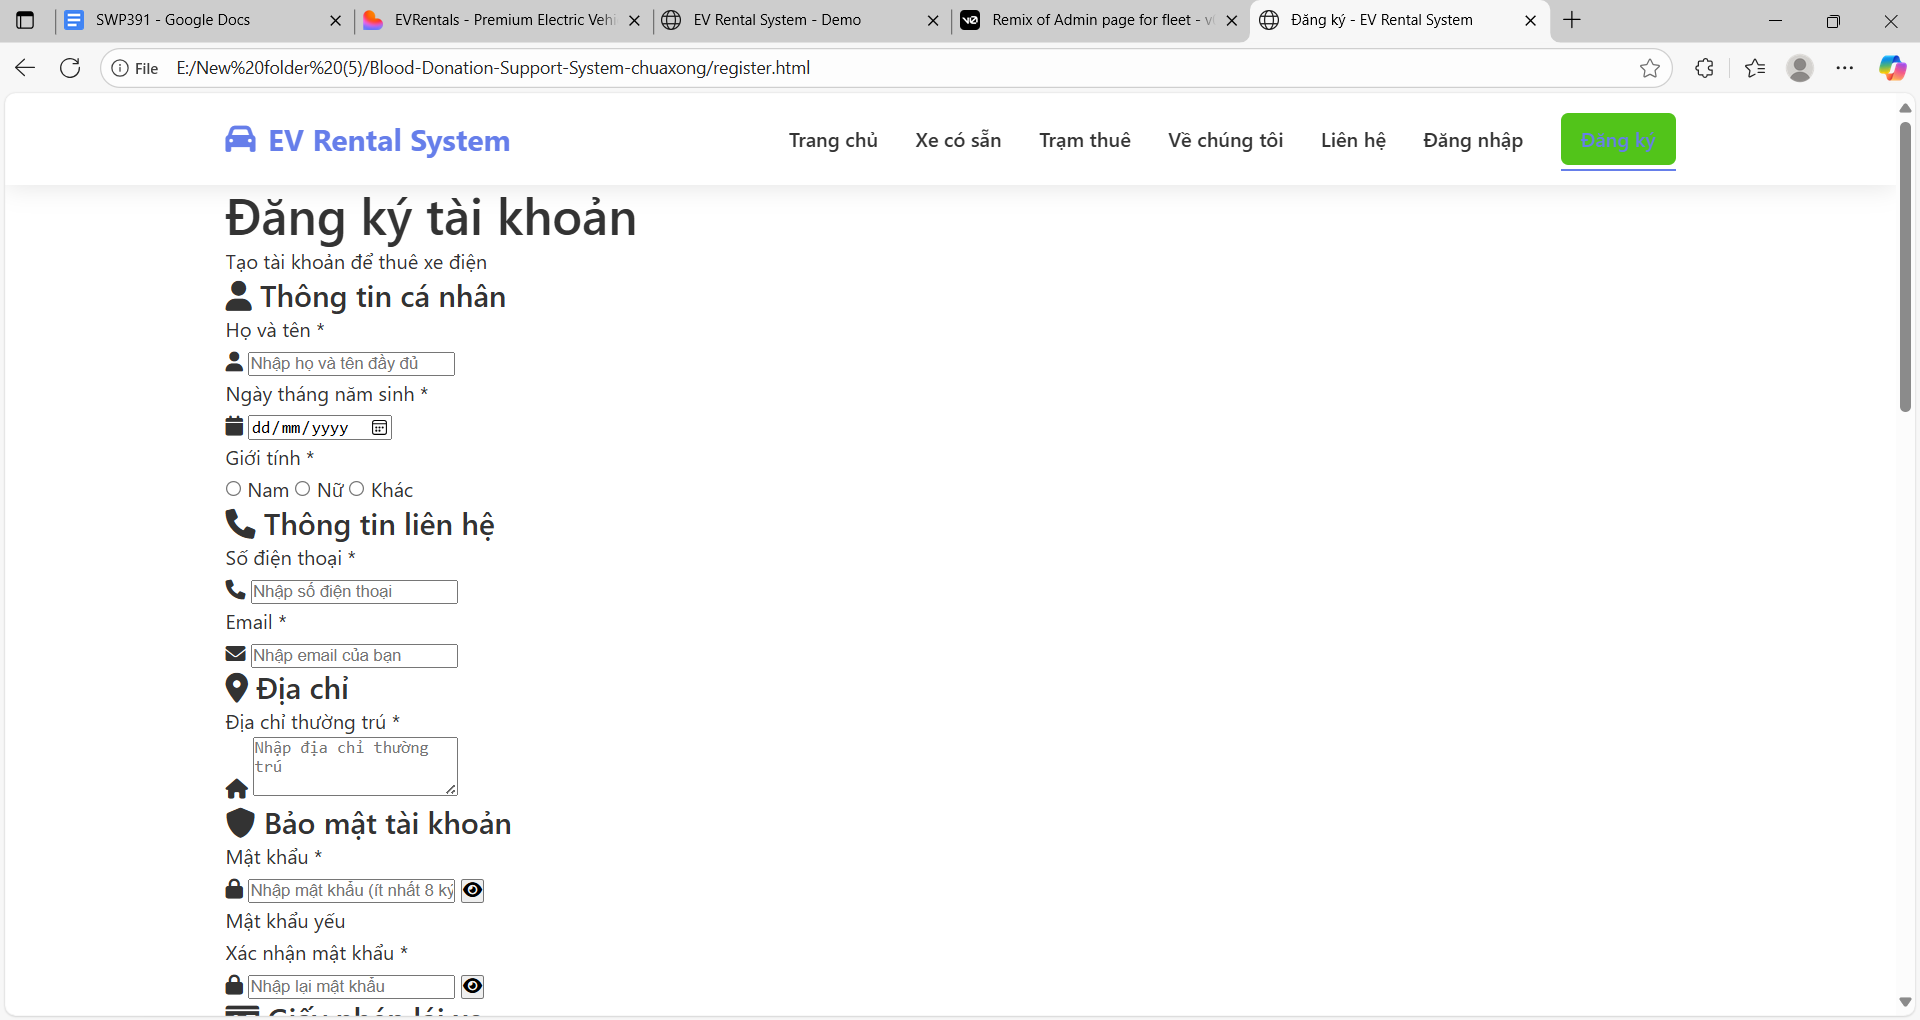 SWP391 - Google Docs
EVRentals - Premium Electric Vehi
EV Rental System - Demo
Remix of Admin page for fleet - v
Đăng ký - EV Rental System
File E:/New%20folder%20(5)/Blood-Donation-Support-System-chuaxong/register.html
EV Rental System
Trang chủ
Xe có sẵn
Trạm thuê
Về chúng tôi
Liên hệ
Đăng nhập
Đăng ký
Đăng ký tài khoản
Tạo tài khoản để thuê xe điện
Thông tin cá nhân
Họ và tên *
Nhập họ và tên đầy đủ
Ngày tháng năm sinh *
dd/mm/yyyy
Giới tính *
Nam Nữ Khác
Thông tin liên hệ
Số điện thoại *
Nhập số điện thoại
Email *
Nhập email của bạn
Địa chỉ
Địa chỉ thường trú *
Nhập địa chỉ thường
trú
Bảo mật tài khoản
Mật khẩu *
Nhập mật khẩu (ít nhất 8 ký
Mật khẩu yếu
Xác nhận mật khẩu *
Nhập lại mật khẩu